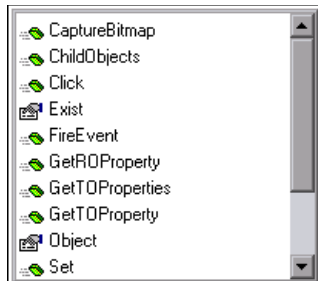 CaptureBitmap
ChildObjects
Click
Exist
FireEvent
GetROProperty
GetTOProperties
GetTOProperty
Object
Set